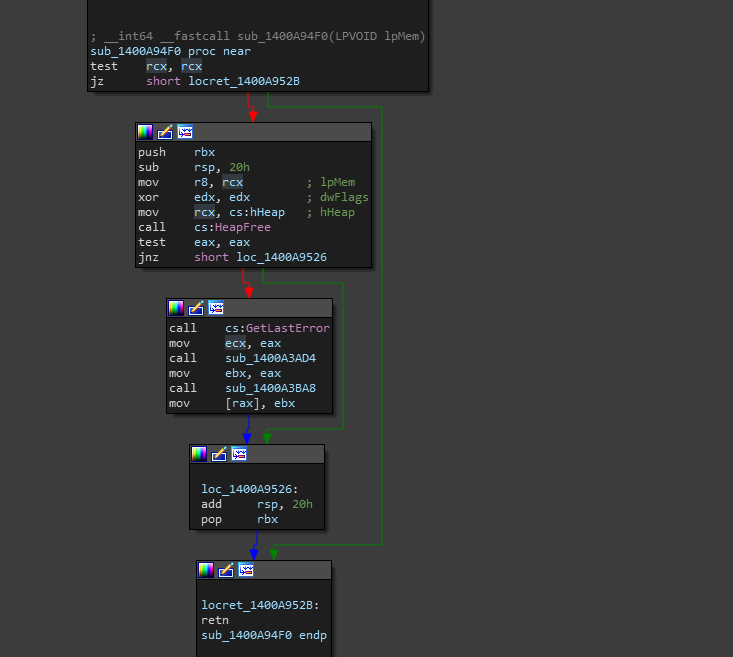 ; __int64 __fastcall sub_1400A94F0(LPVOID lpMem)
sub_1400A94F0 proc near
test rcx, rcx
jz short locret_1400A952B
push rbx
sub rsp, 20h
mov r8, rcx ; lpMem
xor edx, edx ; dwFlags
mov rcx, cs:hHeap ; hHeap
call cs:HeapFree
test eax, eax
jnz short loc_1400A9526
call cs:GetLastError
mov ecx, eax
call sub_1400A3AD4
mov ebx, eax
call sub_1400A3BA8
mov [rax], ebx
loc_1400A9526:
add rsp, 20h
pop rbx
locret_1400A952B:
retn
sub_1400A94F0 endp